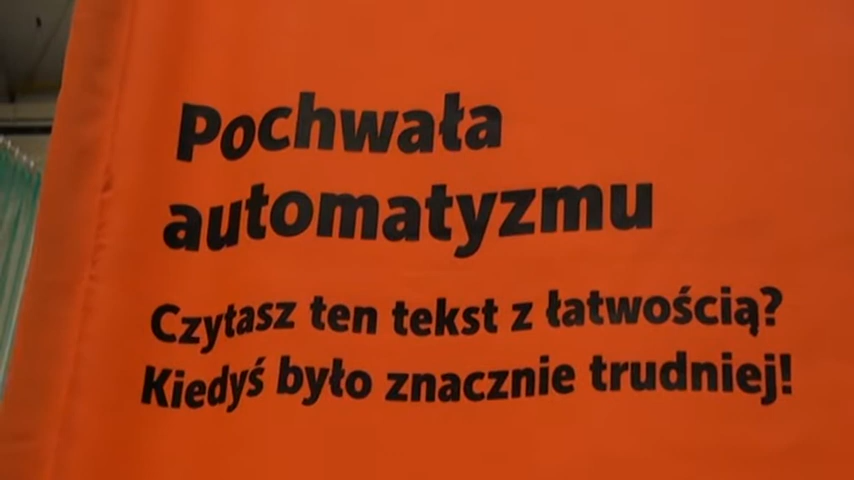 Pochwała
automatyzmu
Czytasz ten tekst z łatwością?
Kiedyś było znacznie trudniej!